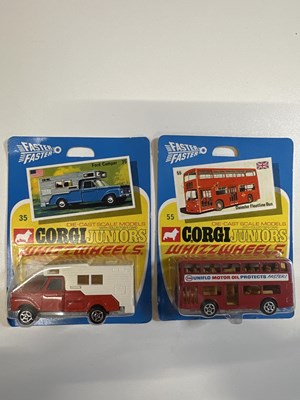 FASTER
FASTER
Ford Camper
35
DIE-CAST SCALE MODELS
CORGI JUNIORS
WHIZZWHEELS
FASTER
FASTER
Daimler Fleetline Bus
55
DIE-CAST SCALE MODELS
CORGI JUNIORS
WHIZZWHEELS
UNIFLO MOTOR OIL PROTECTS